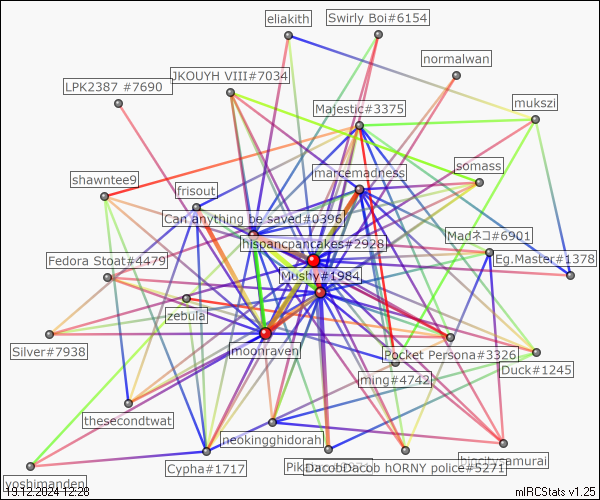 eliakith
Swirly Boi#6154
normalwan
JKOUYH VIII#7034
LPK2387 #7690
Majestic#3375
mukszi
marcemadness
somass
shawntee9
frisout
Can anything be saved#0396
Madネコ#6901
hispancpancakes#2928
Eg.Master#1378
Fedora Stoat#4479
Mushy#1984
zebula
Silver#7938
moonraven
Pocket Persona#3326
Duck#1245
ming#4742
thesecondtwat
neokingghidorah
bigcitysamurai
Cypha#1717
DacobDacob hORNY police#5271
yoshimanden
19.12.2024 12:28
mIRCStats v1.25